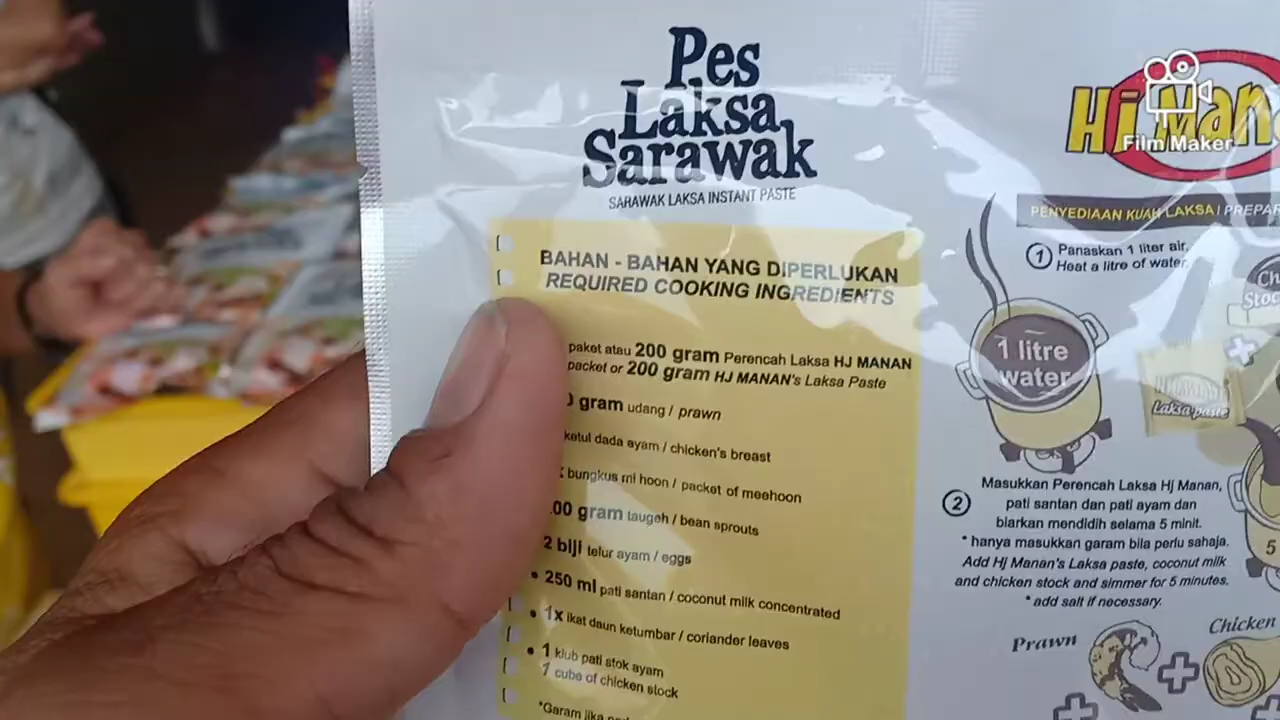 Pes
Laksa
Sarawak
SARAWAK LAKSA INSTANT PASTE
BAHAN - BAHAN YANG DIPERLUKAN
REQUIRED COOKING INGREDIENTS
paket atau 200 gram Perencah Laksa HJ MANAN
packet or 200 gram HJ MANAN's Laksa Paste
gram udang / prawn
ketul dada ayam / chicken's breast
bungkus mi hoon / packet of meehoon
00 gram taugeh / bean sprouts
2 biji telur ayam / eggs
• 250 ml pati santan / coconut milk concentrated
• 1x ikat daun ketumbar / coriander leaves
• 1 kiub pati stok ayam
1 cube of chicken stock
*Garam jika
Hj Man
Film Maker
PENYEDIAAN KUAH LAKSA / PREPAR
1 Panaskan 1 liter air,
Heat a litre of water.
1 litre
water
Laksa paste
2 Masukkan Perencah Laksa Hj Manan,
pati santan dan pati ayam dan
biarkan mendidih selama 5 minit.
* hanya masukkan garam bila perlu sahaja.
Add Hj Manan's Laksa paste, coconut milk
and chicken stock and simmer for 5 minutes.
* add salt if necessary.
5
Prawn
Chicken